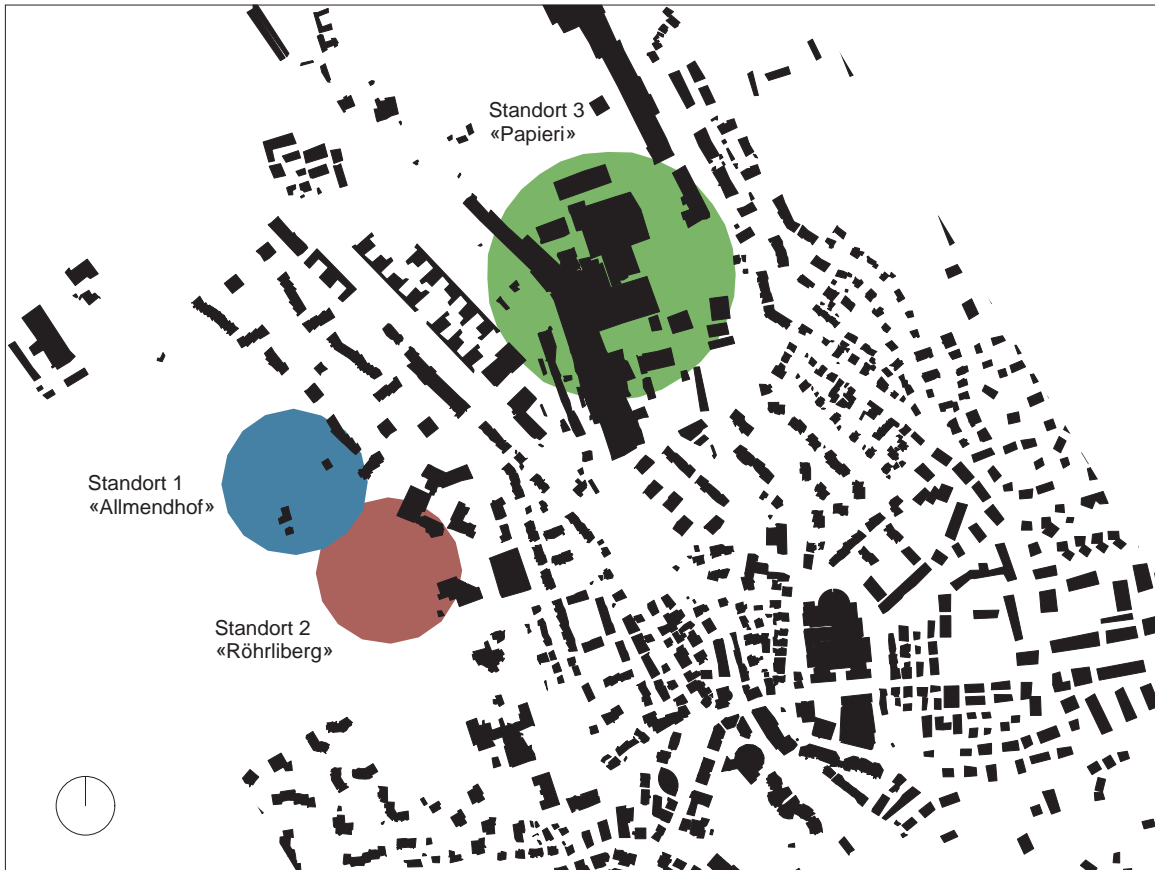 Standort 3
«Papieri»
Standort 1
«Allmendhof»
Standort 2
«Röhrliberg»